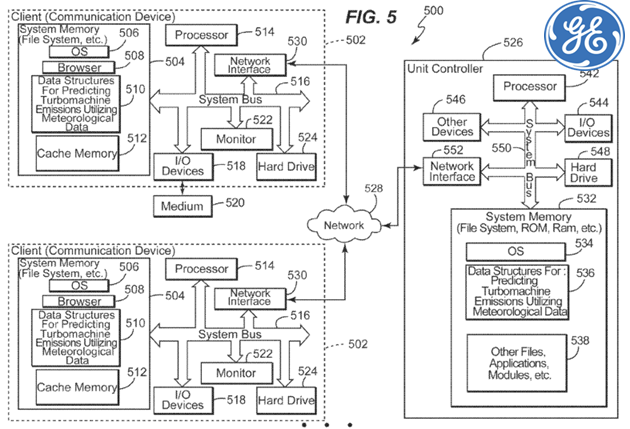 FIG. 5
500
GE
Client (Communication Device)
502
System Memory
(File System, etc.)
506
OS
508
Browser
504
Data Structures
For Predicting
Turbomachine
Emissions Utilizing
Meteorological
Data
510
Cache Memory
512
Processor
514
Network
Interface
530
516
System Bus
Monitor
522
524
I/O
Devices
518
Hard Drive
Medium
520
Network
528
Client (Communication Device)
502
System Memory
(File System, etc.)
506
OS
508
Browser
504
Data Structures
For Predicting
Turbomachine
Emissions Utilizing
Meteorological
Data
510
Cache Memory
512
Processor
514
Network
Interface
530
516
System Bus
Monitor
522
524
I/O
Devices
518
Hard Drive
526
Unit Controller
542
Processor
546
Other
Devices
544
I/O
Devices
550
System Bus
552
Network
Interface
548
Hard
Drive
532
System Memory
(File System, ROM, Ram, etc.)
OS
534
Data Structures For :
Predicting
Turbomachine
Emissions Utilizing
Meteorological Data
536
Other Files,
Applications,
Modules, etc.
538